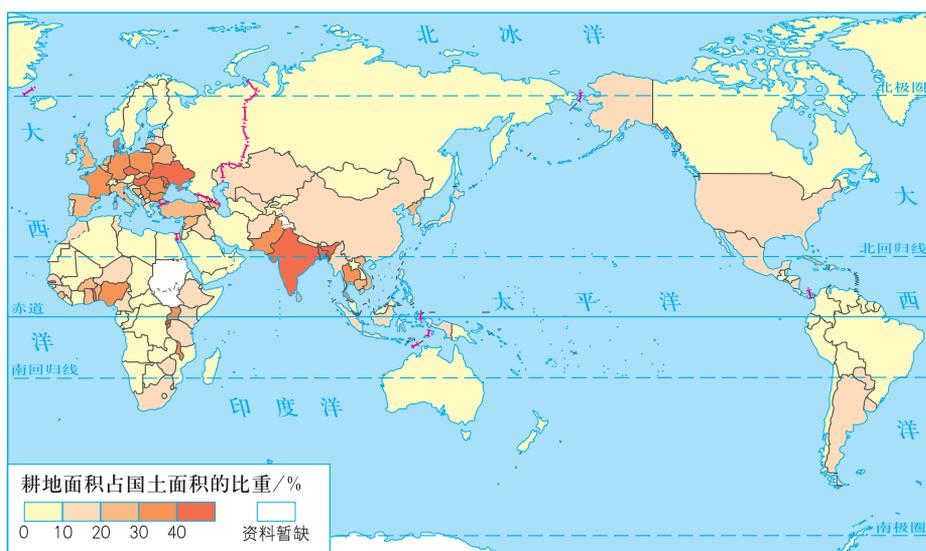 北冰洋
北极圈
大
西
洋
大
西
洋
北回归线
太平洋
赤道
南回归线
印度洋
南极圈
耕地面积占国土面积的比重/%
0 10 20 30 40
资料暂缺